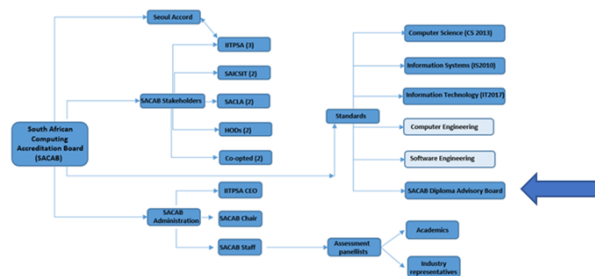 Seoul Accord
IITPSA (3)
SAICSIT (2)
SACAB Stakeholders
SACLA (2)
HODs (2)
Co-opted (2)
South African
Computing
Accreditation Board
(SACAB)
IITPSA CEO
SACAB
Administration
SACAB Chair
SACAB Staff
Assessment
panellists
Academics
Industry
representatives
Standards
Computer Science (CS 2013)
Information Systems (IS2010)
Information Technology (IT2017)
Computer Engineering
Software Engineering
SACAB Diploma Advisory Board